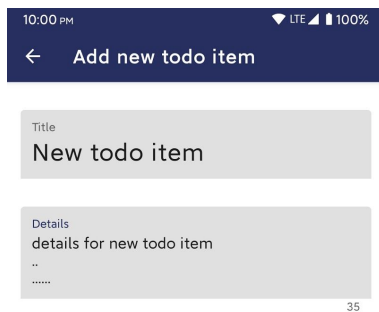 10:00 PM LTE 100%
Add new todo item
Title
New todo item
Details
details for new todo item
..
......
35